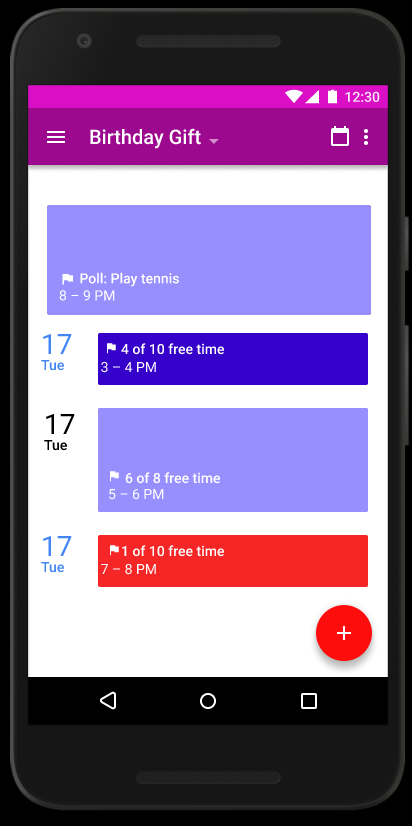 12:30
Birthday Gift
Poll: Play tennis
8 – 9 PM
17
Tue
4 of 10 free time
3 – 4 PM
17
Tue
6 of 8 free time
5 – 6 PM
17
Tue
1 of 10 free time
7 – 8 PM